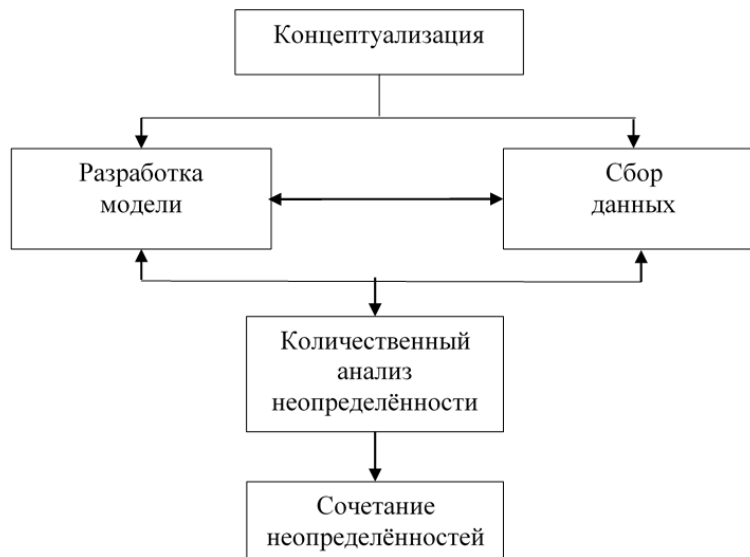 Концептуализация
Разработка
модели
Сбор
данных
Количественный
анализ
неопределённости
Сочетание
неопределённостей